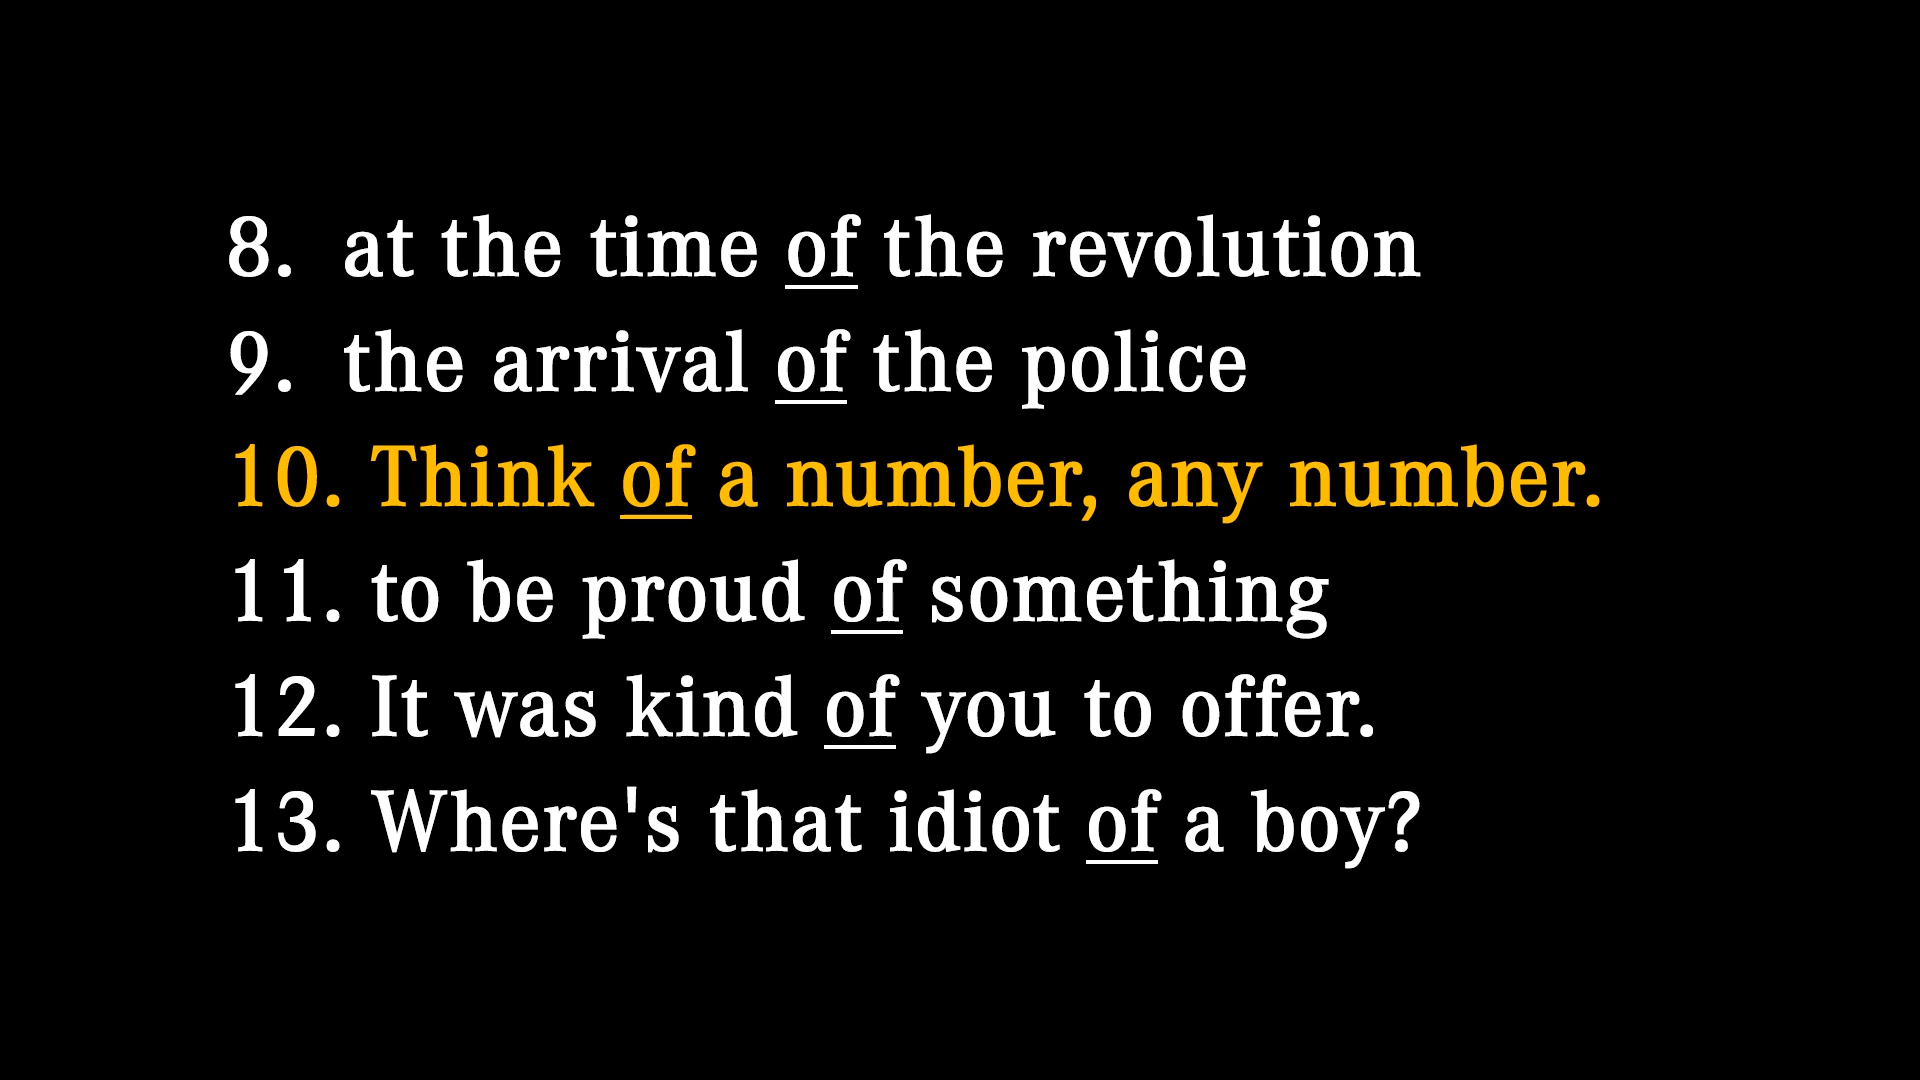 8. at the time of the revolution
9. the arrival of the police
10. Think of a number, any number.
11. to be proud of something
12. It was kind of you to offer.
13. Where's that idiot of a boy?